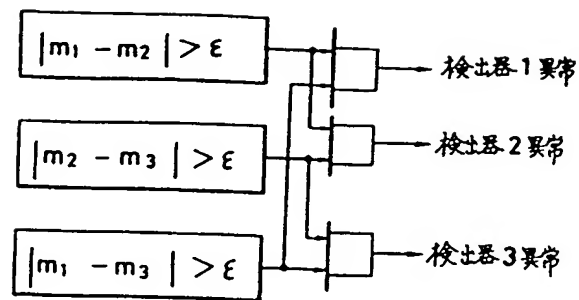 |m1 - m2| > ε
検出器1異常
|m2 - m3| > ε
検出器2異常
|m1 - m3| > ε
検出器3異常